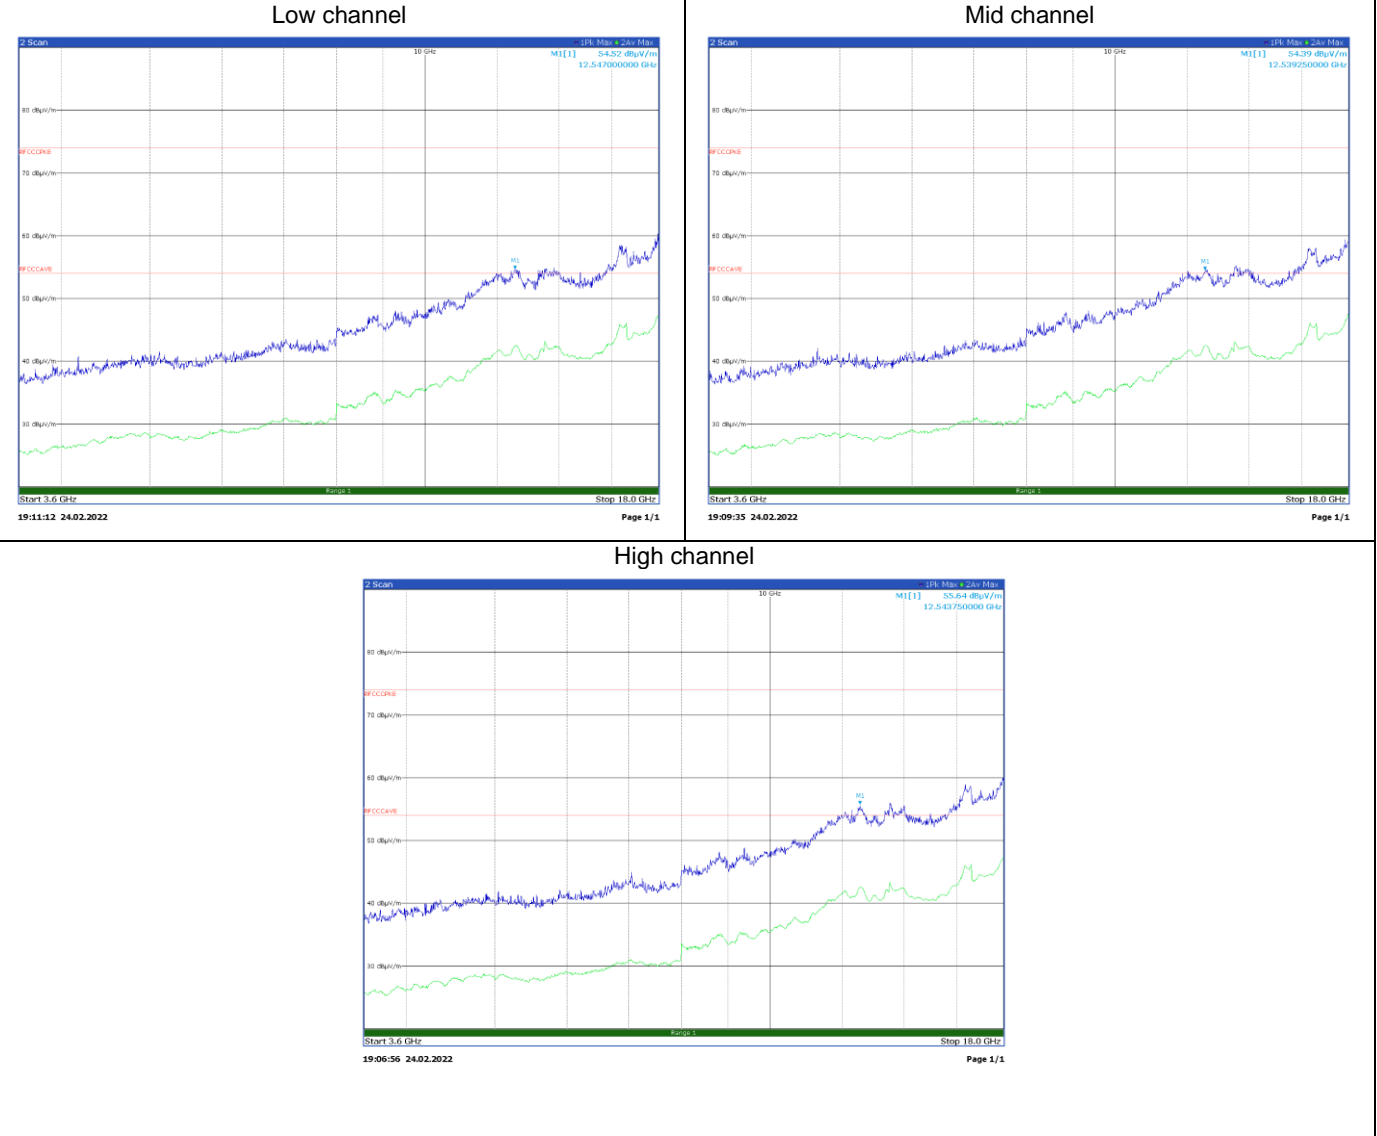 Low channel
2 Scan
1Pk Max 2Av Max
10 GHz
M1[1] 54.52 dBµV/m
12.547000000 GHz
80 dBµV/m
RFCCCPKE
70 dBµV/m
60 dBµV/m
M1
RFCCCAVE
50 dBµV/m
40 dBµV/m
30 dBµV/m
Range 1
Start 3.6 GHz Stop 18.0 GHz
19:11:12 24.02.2022 Page 1/1
Mid channel
2 Scan
1Pk Max 2Av Max
10 GHz
M1[1] 54.39 dBµV/m
12.539250000 GHz
80 dBµV/m
RFCCCPKE
70 dBµV/m
60 dBµV/m
M1
RFCCCAVE
50 dBµV/m
40 dBµV/m
30 dBµV/m
Range 1
Start 3.6 GHz Stop 18.0 GHz
19:09:35 24.02.2022 Page 1/1
High channel
2 Scan
1Pk Max 2Av Max
10 GHz
M1[1] 55.64 dBµV/m
12.543750000 GHz
80 dBµV/m
RFCCCPKE
70 dBµV/m
60 dBµV/m
M1
RFCCCAVE
50 dBµV/m
40 dBµV/m
30 dBµV/m
Range 1
Start 3.6 GHz Stop 18.0 GHz
19:06:56 24.02.2022 Page 1/1